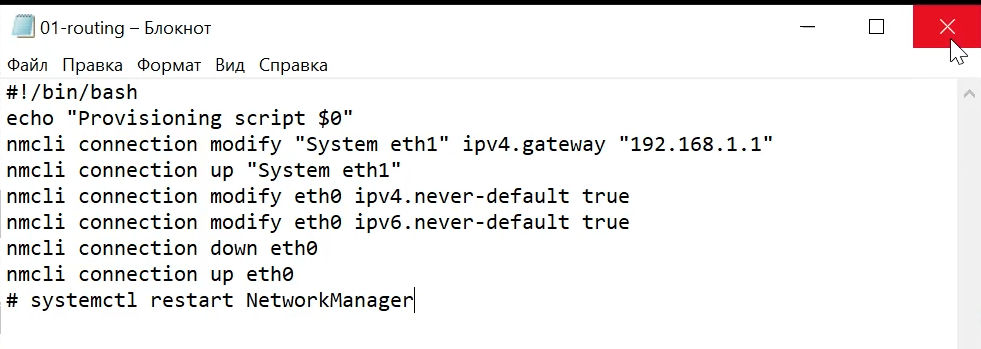 01-routing – Блокнот
Файл Правка Формат Вид Справка
#!/bin/bash
echo "Provisioning script $0"
nmcli connection modify "System eth1" ipv4.gateway "192.168.1.1"
nmcli connection up "System eth1"
nmcli connection modify eth0 ipv4.never-default true
nmcli connection modify eth0 ipv6.never-default true
nmcli connection down eth0
nmcli connection up eth0
# systemctl restart NetworkManager